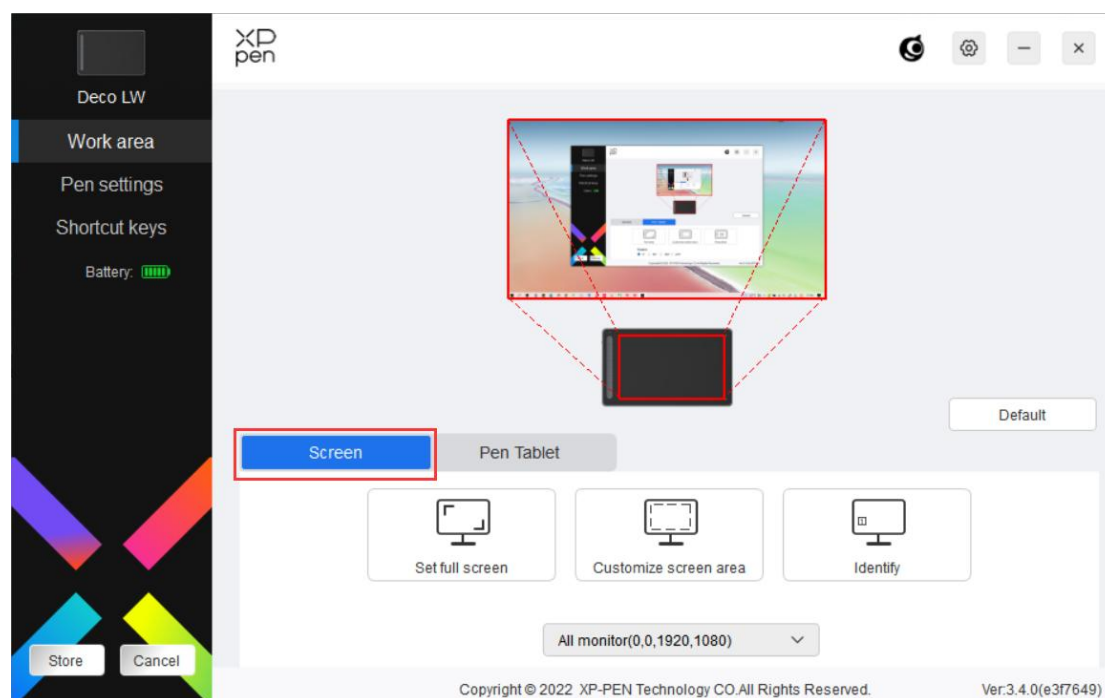 XP
pen
Deco LW
Work area
Pen settings
Shortcut keys
Battery:
Default
Screen
Pen Tablet
Set full screen
Customize screen area
Identify
All monitor(0,0,1920,1080)
Store
Cancel
Copyright © 2022 XP-PEN Technology CO.All Rights Reserved.
Ver:3.4.0(e3f7649)